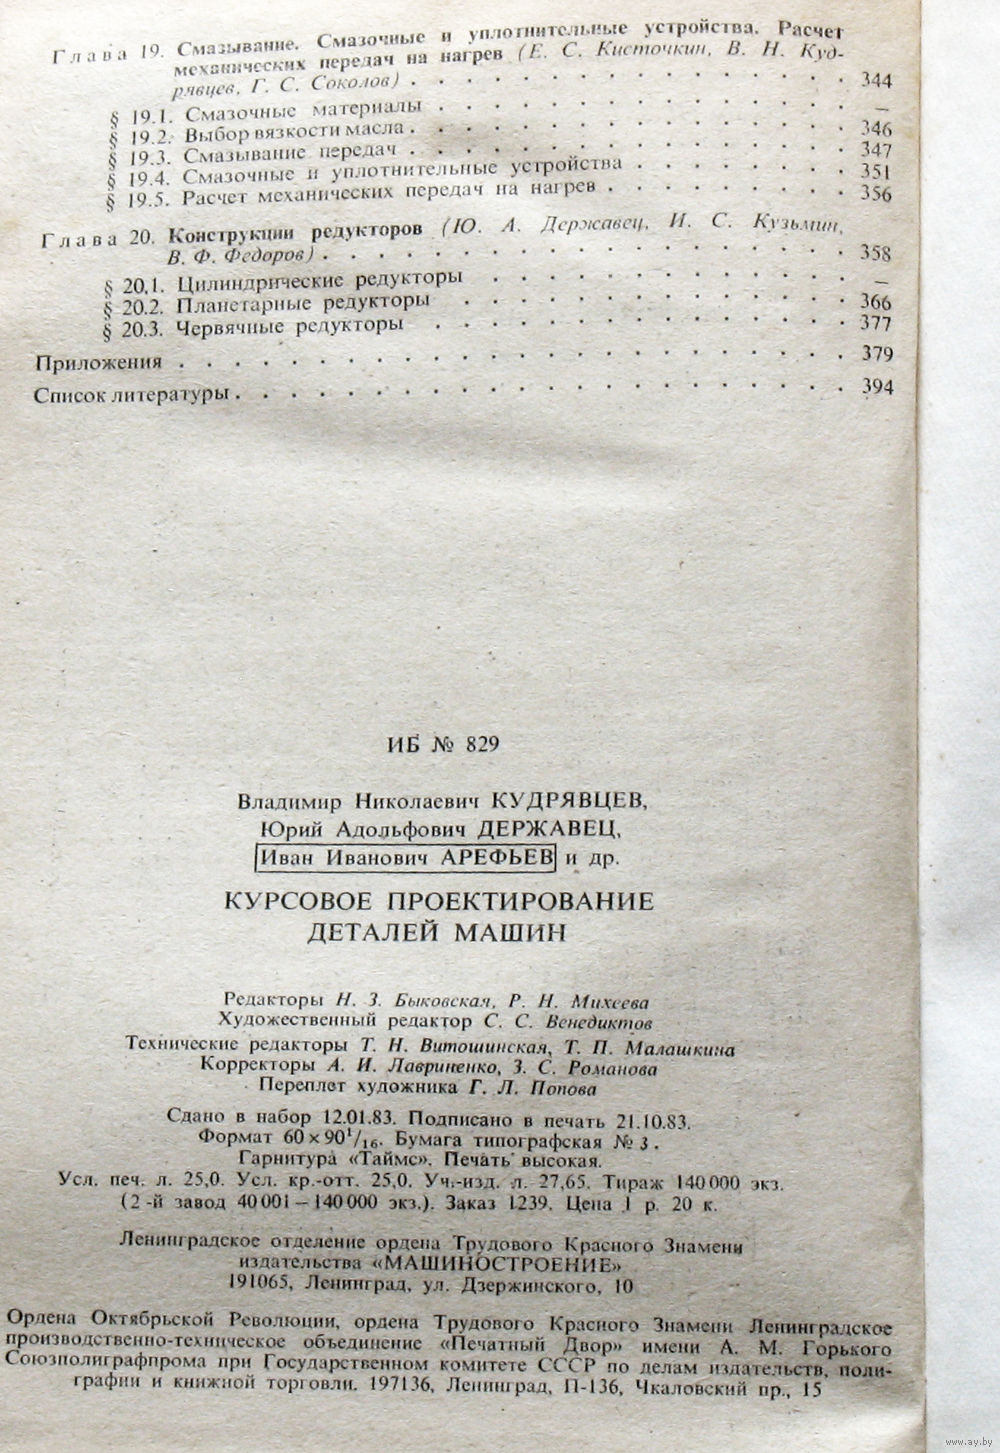 Глава 19. Смазывание. Смазочные и уплотнительные устройства. Расчет
механических передач на нагрев (Е. С. Кисточкин, В. Н. Куд-
рявцев, Г. С. Соколов) . . . . . . . . . . . . . . . . 344
§ 19.1. Смазочные материалы . . . . . . . . . . . . . . . —
§ 19.2. Выбор вязкости масла . . . . . . . . . . . . . . . . 346
§ 19.3. Смазывание передач . . . . . . . . . . . . . . . . 347
§ 19.4. Смазочные и уплотнительные устройства . . . . . . . . 351
§ 19.5. Расчет механических передач на нагрев . . . . . . . . . 356
Глава 20. Конструкции редукторов (Ю. А. Державец, И. С. Кузьмин,
В. Ф. Федоров) . . . . . . . . . . . . . . . . . . . 358
§ 20.1. Цилиндрические редукторы . . . . . . . . . . . . . —
§ 20.2. Планетарные редукторы . . . . . . . . . . . . . . 366
§ 20.3. Червячные редукторы . . . . . . . . . . . . . . . 377
Приложения . . . . . . . . . . . . . . . . . . . . . . . . 379
Список литературы . . . . . . . . . . . . . . . . . . . . . . 394
ИБ № 829
Владимир Николаевич КУДРЯВЦЕВ,
Юрий Адольфович ДЕРЖАВЕЦ,
Иван Иванович АРЕФЬЕВ и др.
КУРСОВОЕ ПРОЕКТИРОВАНИЕ
ДЕТАЛЕЙ МАШИН
Редакторы Н. З. Быковская, Р. Н. Михеева
Художественный редактор С. С. Венедиктов
Технические редакторы Т. Н. Витошинская, Т. П. Малашкина
Корректоры А. И. Лавриненко, З. С. Романова
Переплет художника Г. Л. Попова
Сдано в набор 12.01.83. Подписано в печать 21.10.83.
Формат 60×90 1/16. Бумага типографская № 3.
Гарнитура «Таймс». Печать высокая.
Усл. печ. л. 25,0. Усл. кр.-отт. 25,0. Уч.-изд. л. 27,65. Тираж 140 000 экз.
(2-й завод 40 001 – 140 000 экз.). Заказ 1239. Цена 1 р. 20 к.
Ленинградское отделение ордена Трудового Красного Знамени
издательства «МАШИНОСТРОЕНИЕ»
191065, Ленинград, ул. Дзержинского, 10
Ордена Октябрьской Революции, ордена Трудового Красного Знамени Ленинградское
производственно-техническое объединение «Печатный Двор» имени А. М. Горького
Союзполиграфпрома при Государственном комитете СССР по делам издательств, поли-
графии и книжной торговли. 197136, Ленинград, П-136, Чкаловский пр., 15
www.ay.by